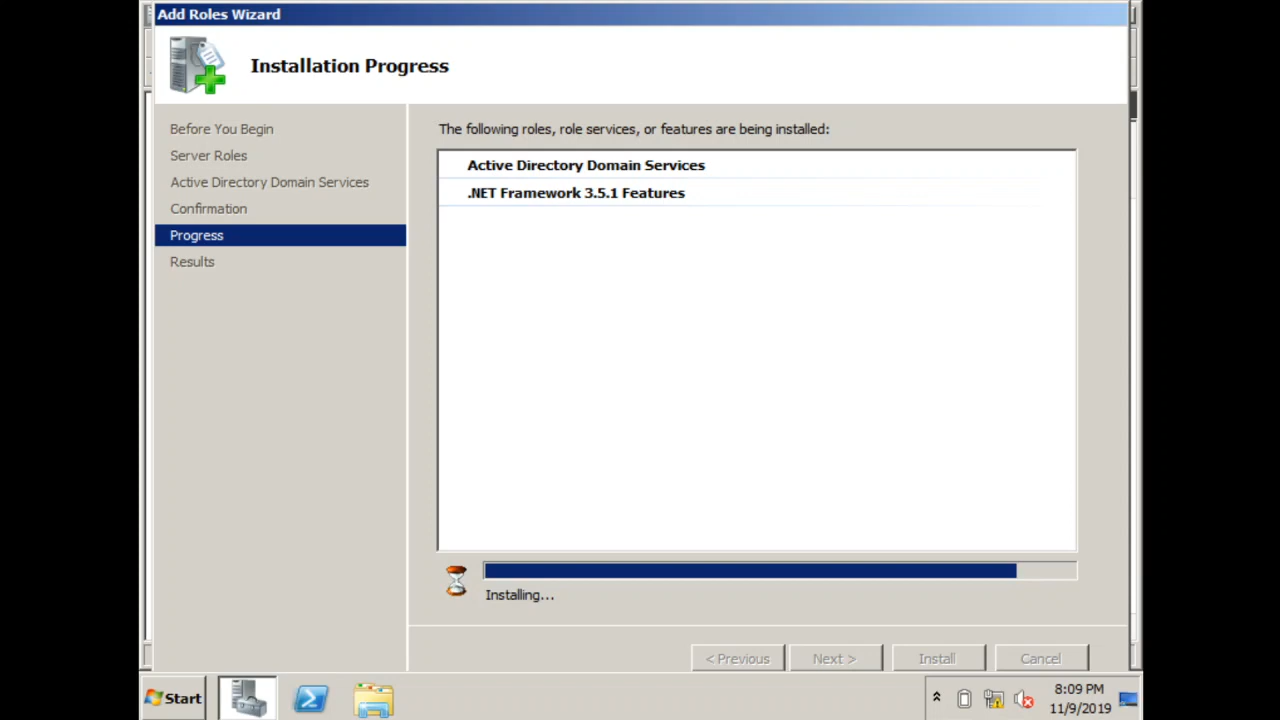 Add Roles Wizard
Installation Progress
Before You Begin
Server Roles
Active Directory Domain Services
Confirmation
Progress
Results
The following roles, role services, or features are being installed:
Active Directory Domain Services
.NET Framework 3.5.1 Features
Installing...
< Previous
Next >
Install
Cancel
Start
8:09 PM
11/9/2019